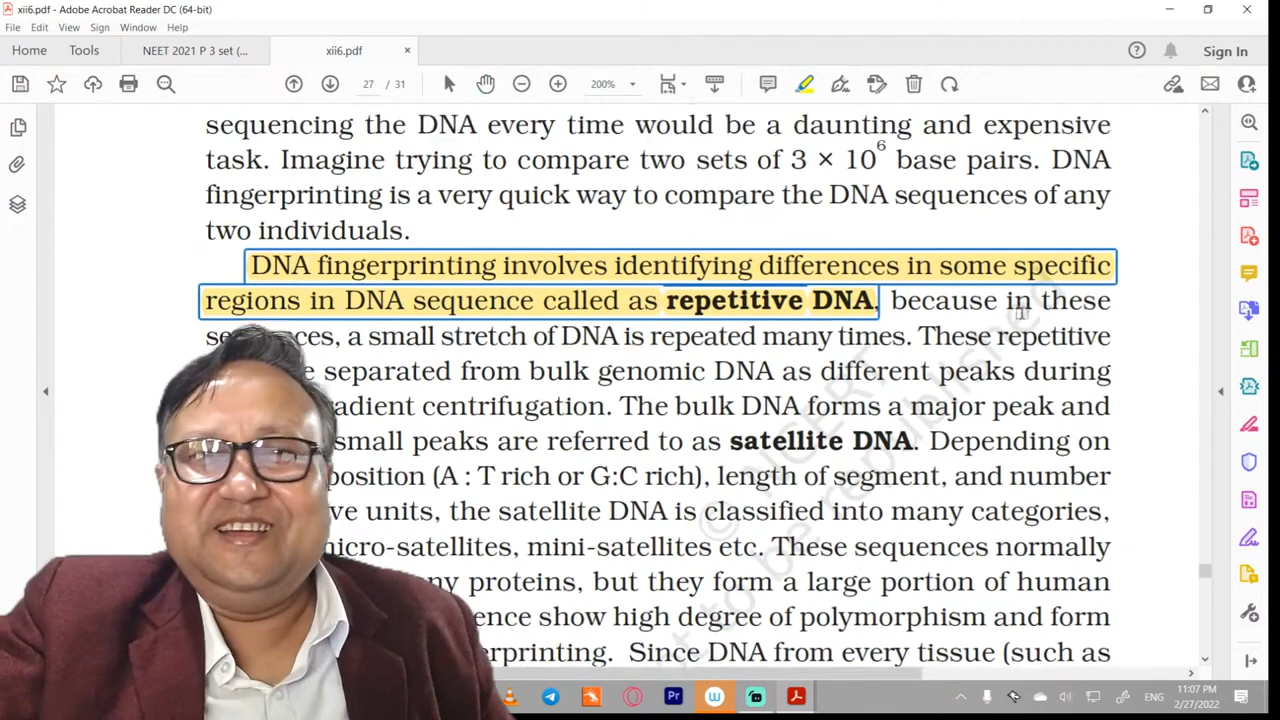 xii6.pdf - Adobe Acrobat Reader DC (64-bit)
File Edit View Sign Window Help
Home Tools NEET 2021 P 3 set (... xii6.pdf × Sign In
27 / 31 200%
sequencing the DNA every time would be a daunting and expensive
task. Imagine trying to compare two sets of 3 × 10⁶ base pairs. DNA
fingerprinting is a very quick way to compare the DNA sequences of any
two individuals.
DNA fingerprinting involves identifying differences in some specific
regions in DNA sequence called as repetitive DNA, because in these
sequences, a small stretch of DNA is repeated many times. These repetitive
separated from bulk genomic DNA as different peaks during
centrifugation. The bulk DNA forms a major peak and
small peaks are referred to as satellite DNA. Depending on
(A : T rich or G:C rich), length of segment, and number
units, the satellite DNA is classified into many categories,
mini-satellites etc. These sequences normally
proteins, but they form a large portion of human
show high degree of polymorphism and form
Since DNA from every tissue (such as
© NCERT
to be republished
ENG
11:07 PM
2/27/2022